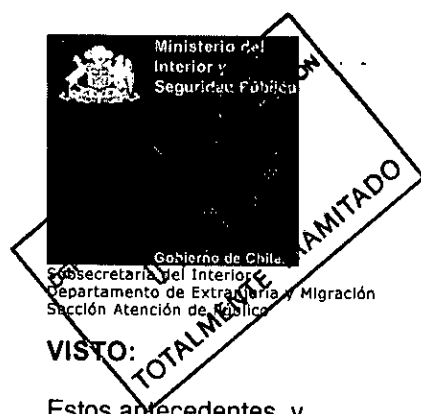 Ministerio del
Interior y
Seguridad Pública
Gobierno de Chile
Subsecretaría del Interior
Departamento de Extranjería y Migración
Sección Atención de Público
TOTALMENTE TRAMITADO
VISTO:
Estos antecedentes, y